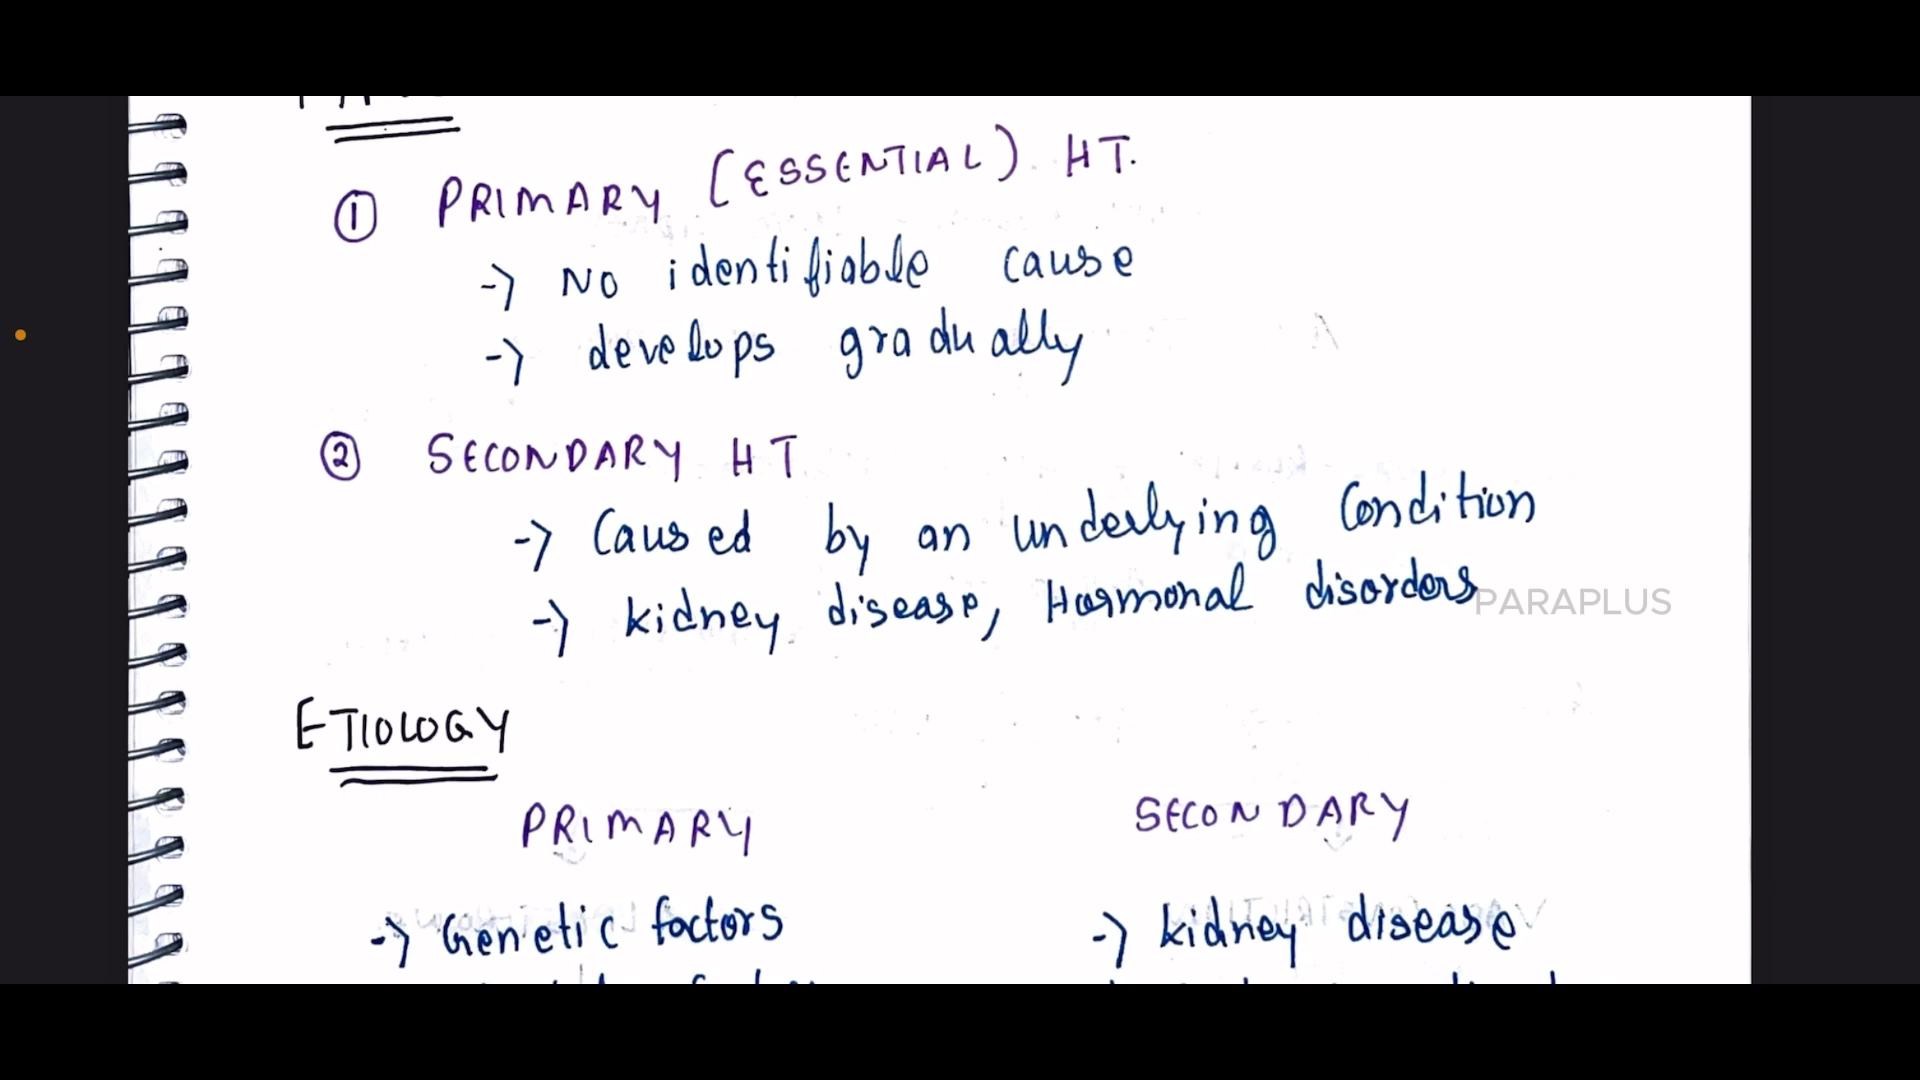 ① PRIMARY (ESSENTIAL) HT.
-> NO identifiable cause
-> develops gradually
② SECONDARY HT
-> Caused by an underlying Condition
-> kidney disease, Hormonal disorders
PARAPLUS
ETIOLOGY
PRIMARY SECONDARY
-> Genetic factors -> kidney disease